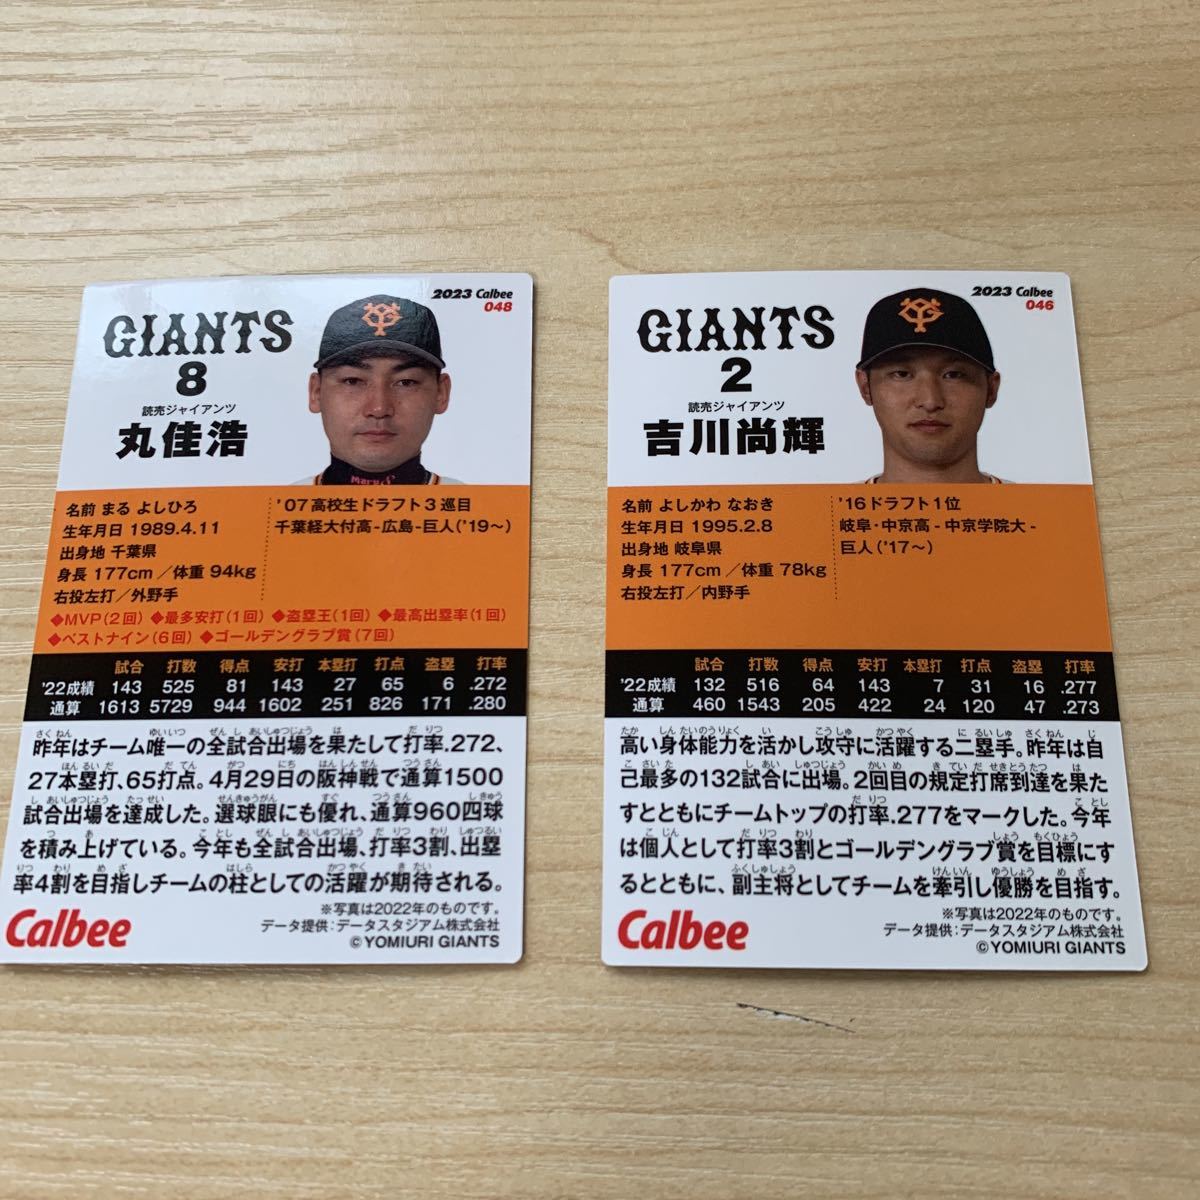 2023 Calbee
048
GIANTS
8
読売ジャイアンツ
丸佳浩
名前 まる よしひろ
生年月日 1989.4.11
出身地 千葉県
身長 177cm／体重 94kg
右投左打／外野手
'07高校生ドラフト3巡目
千葉経大付高-広島-巨人('19〜)
◆MVP(2回) ◆最多安打(1回) ◆盗塁王(1回) ◆最高出塁率(1回)
◆ベストナイン(6回) ◆ゴールデングラブ賞(7回)
試合 打数 得点 安打 本塁打 打点 盗塁 打率
'22成績 143 525 81 143 27 65 6 .272
通算 1613 5729 944 1602 251 826 171 .280
昨年はチーム唯一の全試合出場を果たして打率.272、
27本塁打、65打点。4月29日の阪神戦で通算1500
試合出場を達成した。選球眼にも優れ、通算960四球
を積み上げている。今年も全試合出場、打率3割、出塁
率4割を目指しチームの柱としての活躍が期待される。
※写真は2022年のものです。
データ提供：データスタジアム株式会社
©YOMIURI GIANTS
Calbee
2023 Calbee
046
GIANTS
2
読売ジャイアンツ
吉川尚輝
名前 よしかわ なおき
生年月日 1995.2.8
出身地 岐阜県
身長 177cm／体重 78kg
右投左打／内野手
'16ドラフト1位
岐阜・中京高-中京学院大-
巨人('17〜)
試合 打数 得点 安打 本塁打 打点 盗塁 打率
'22成績 132 516 64 143 7 31 16 .277
通算 460 1543 205 422 24 120 47 .273
高い身体能力を活かし攻守に活躍する二塁手。昨年は自
己最多の132試合に出場。2回目の規定打席到達を果た
すとともにチームトップの打率.277をマークした。今年
は個人として打率3割とゴールデングラブ賞を目標にす
るとともに、副主将としてチームを牽引し優勝を目指す。
※写真は2022年のものです。
データ提供：データスタジアム株式会社
©YOMIURI GIANTS
Calbee